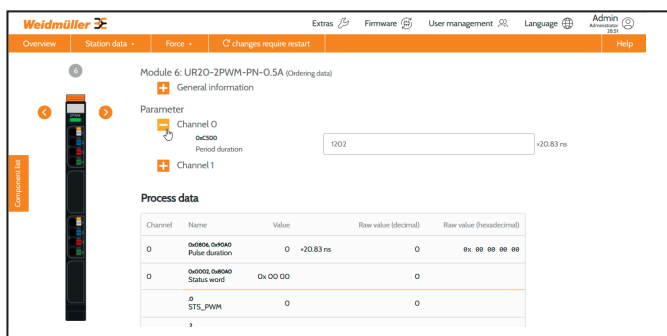 Weidmüller
Extras Firmware User management Language Admin
Administrator
28:51
Overview Station data Force C' changes require restart Help
6
Module 6: UR20-2PWM-PN-0.5A (Ordering data)
General information
Parameter
Channel 0
0xC500
Period duration 1202 ×20.83 ns
Channel 1
Component list
Process data
Channel Name Value Raw value (decimal) Raw value (hexadecimal)
0 0x0806, 0x90A0 0 ×20.83 ns 0 0x 00 00 00 00
Pulse duration
0 0x0002, 0x80A0 0x 00 00 0
Status word
.0 0 0
STS_PWM
.2